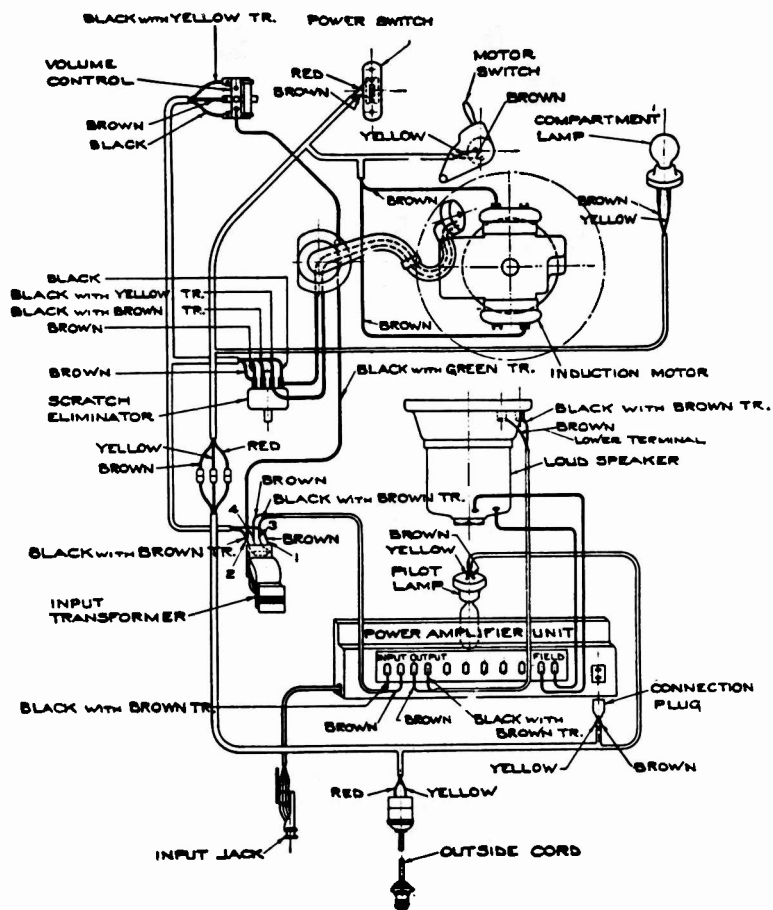 BLACK WITH YELLOW TR.
POWER SWITCH
VOLUME
CONTROL
RED
BROWN
MOTOR
SWITCH
BROWN
BROWN
BLACK
YELLOW
COMPARTMENT
LAMP
BROWN
BROWN
YELLOW
BLACK
BLACK WITH YELLOW TR.
BLACK WITH BROWN TR.
BROWN
BROWN
BROWN
BLACK WITH GREEN TR.
INDUCTION MOTOR
SCRATCH
ELIMINATOR
BLACK WITH BROWN TR.
BROWN
LOWER TERMINAL
LOUD SPEAKER
YELLOW
RED
BROWN
BROWN
BLACK WITH BROWN TR.
4
3
BROWN
BLACK WITH BROWN TR.
2
1
BROWN
YELLOW
PILOT
LAMP
INPUT
TRANSFORMER
POWER AMPLIFIER UNIT
INPUT OUTPUT
FIELD
CONNECTION
PLUG
BLACK WITH BROWN TR.
BROWN
BROWN
BLACK WITH
BROWN TR.
YELLOW
BROWN
RED
YELLOW
INPUT JACK
OUTSIDE CORD